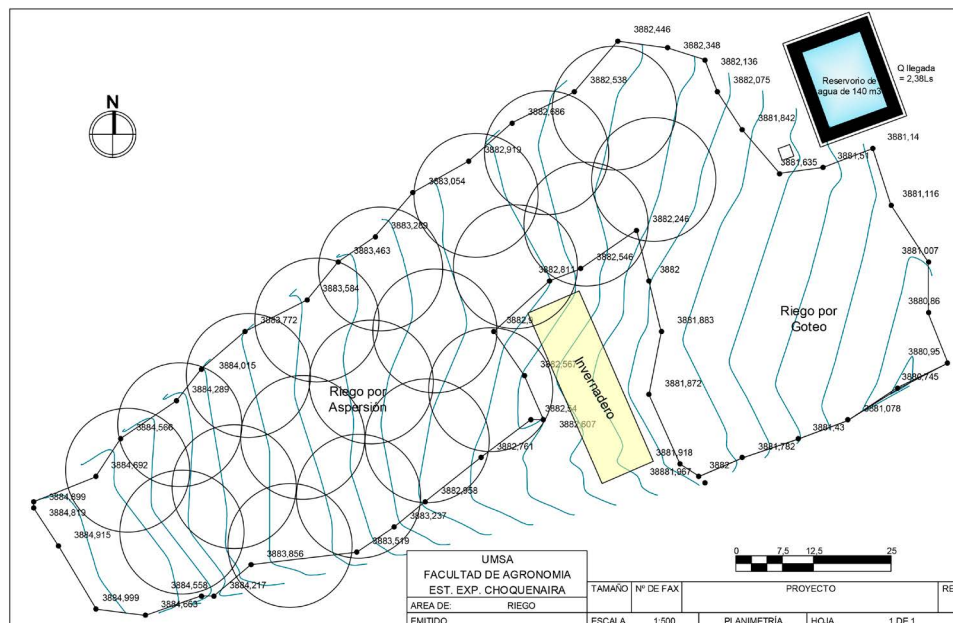 3882,446
3882,348
3882,136
3882,075
3882,538
3881,842
3882,686
3882,919
3881,635
3881,51
3881,14
3883,054
3881,116
3883,289
3882,246
3883,463
3882,546
3881,007
3883,584
3882,811
3882
3880,86
3883,772
3882,9
3881,883
3880,95
3884,015
3882,567
3880,745
3884,289
3881,872
3881,078
3884,566
3882,54
3882,607
3881,43
3884,692
3882,761
3881,782
3881,918
3882
3881,967
3884,899
3884,819
3882,958
3884,915
3883,237
3883,519
3883,856
3884,558
3884,217
3884,999
3884,663
N
Reservorio de
agua de 140 m3
Q llegada
= 2,38Ls
Riego por
Goteo
Riego por
Aspersión
Invernadero
0 7,5 12,5 25
UMSA
FACULTAD DE AGRONOMIA
EST. EXP. CHOQUENAIRA
AREA DE: RIEGO
EMITIDO
TAMAÑO Nº DE FAX PROYECTO RE
ESCALA 1:500 PLANIMETRÍA HOJA 1 DE 1